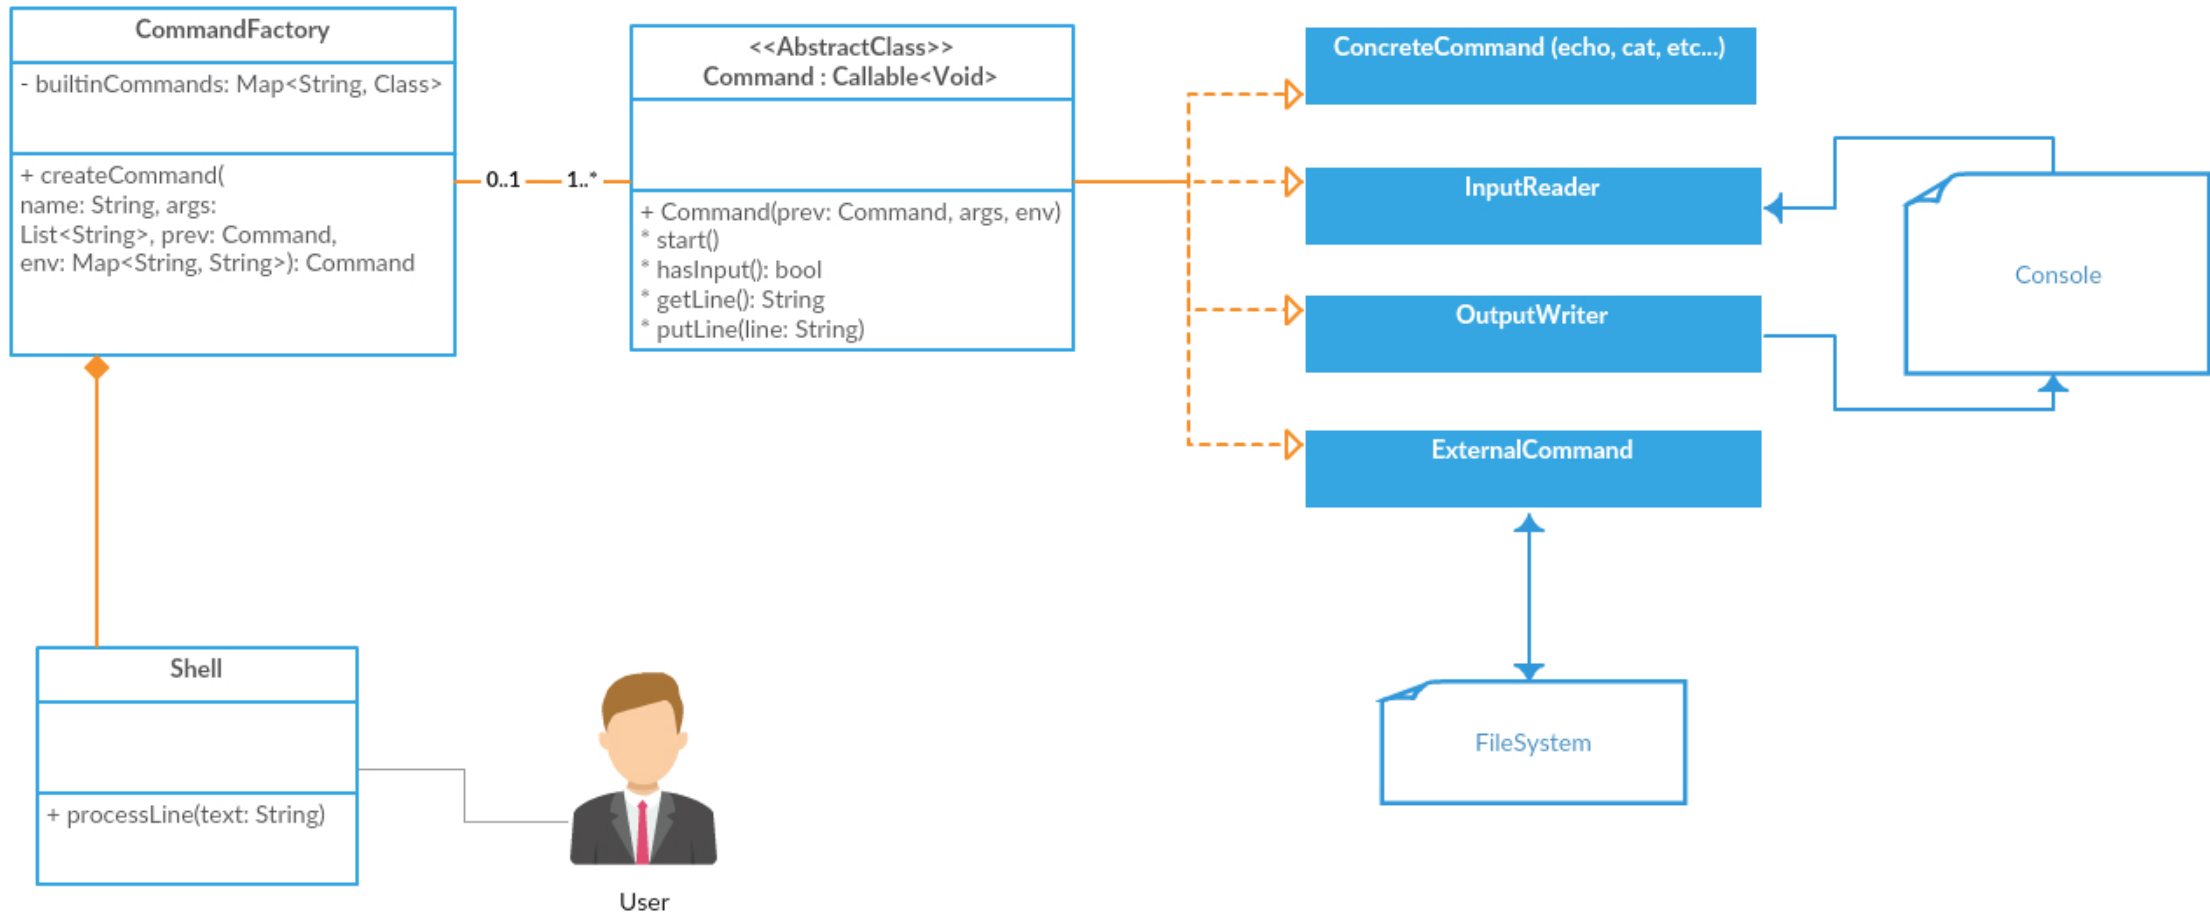 CommandFactory
- builtinCommands: Map<String, Class>
+ createCommand(
name: String, args:
List<String>, prev: Command,
env: Map<String, String>): Command
0..1
1..*
<<AbstractClass>>
Command : Callable<Void>
+ Command(prev: Command, args, env)
* start()
* hasInput(): bool
* getLine(): String
* putLine(line: String)
ConcreteCommand (echo, cat, etc...)
InputReader
OutputWriter
ExternalCommand
Console
FileSystem
Shell
+ processLine(text: String)
User